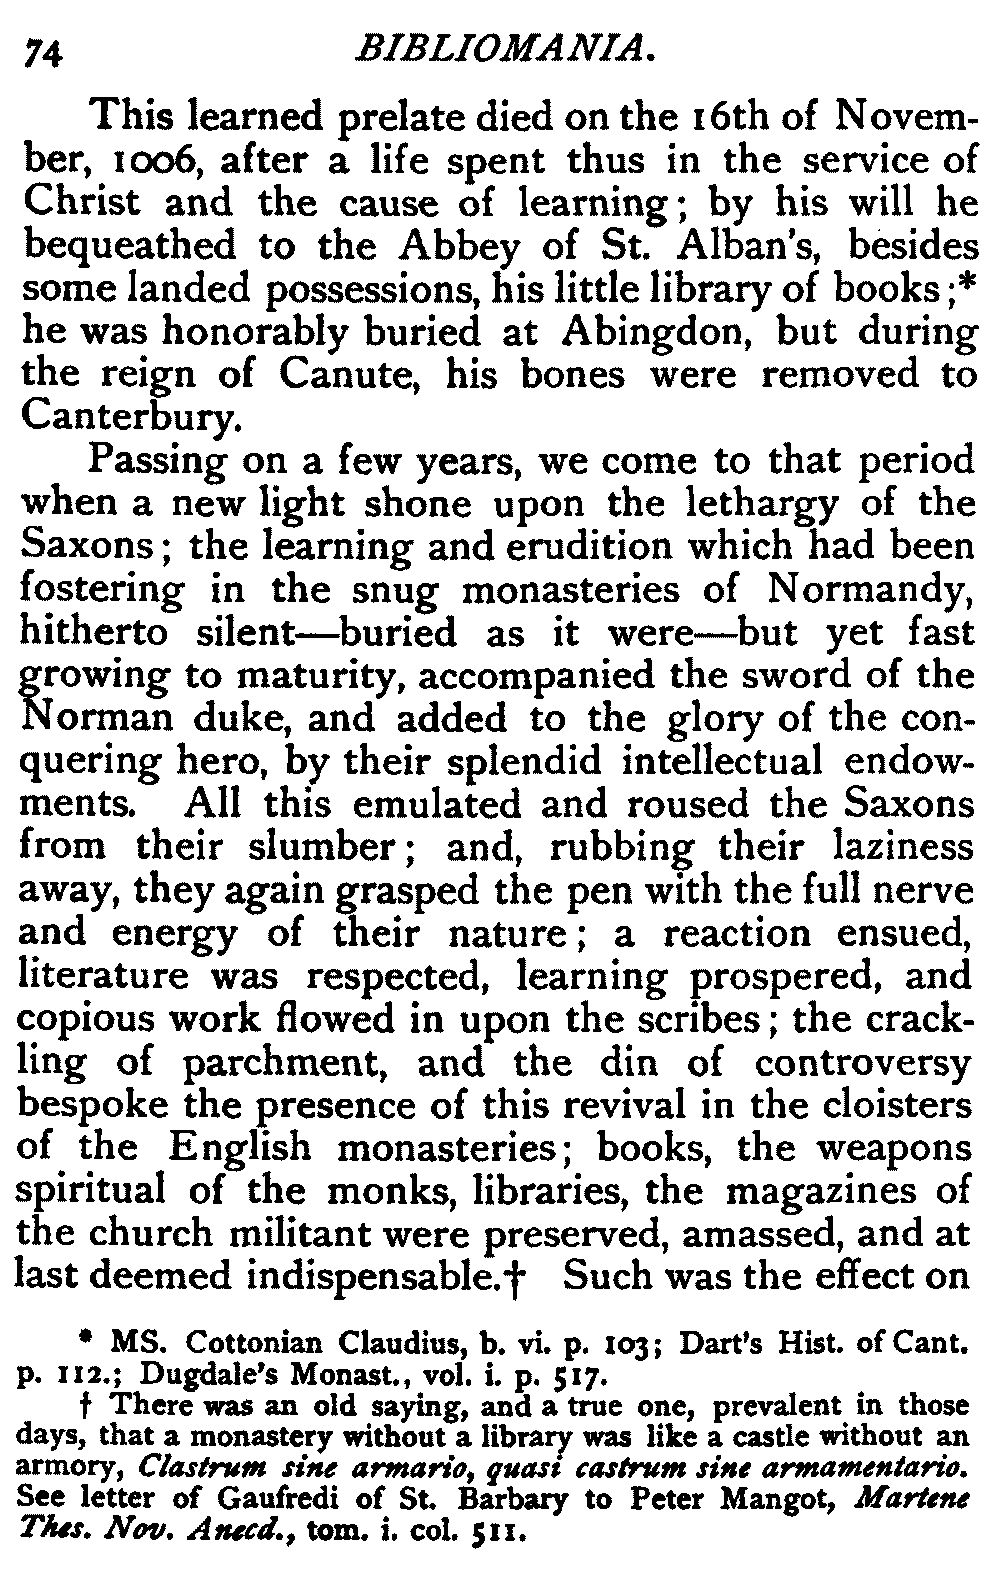 74 BIBLIOMANIA.
This learned prelate died on the 16th of Novem-
ber, 1006, after a life spent thus in the service of
Christ and the cause of learning; by his will he
bequeathed to the Abbey of St. Alban's, besides
some landed possessions, his little library of books;*
he was honorably buried at Abingdon, but during
the reign of Canute, his bones were removed to
Canterbury.
Passing on a few years, we come to that period
when a new light shone upon the lethargy of the
Saxons; the learning and erudition which had been
fostering in the snug monasteries of Normandy,
hitherto silent—buried as it were—but yet fast
growing to maturity, accompanied the sword of the
Norman duke, and added to the glory of the con-
quering hero, by their splendid intellectual endow-
ments. All this emulated and roused the Saxons
from their slumber; and, rubbing their laziness
away, they again grasped the pen with the full nerve
and energy of their nature; a reaction ensued,
literature was respected, learning prospered, and
copious work flowed in upon the scribes; the crack-
ling of parchment, and the din of controversy
bespoke the presence of this revival in the cloisters
of the English monasteries; books, the weapons
spiritual of the monks, libraries, the magazines of
the church militant were preserved, amassed, and at
last deemed indispensable.† Such was the effect on
* MS. Cottonian Claudius, b. vi. p. 103; Dart's Hist. of Cant.
p. 112.; Dugdale's Monast., vol. i. p. 517.
† There was an old saying, and a true one, prevalent in those
days, that a monastery without a library was like a castle without an
armory, Clastrum sine armario, quasi castrum sine armamentario.
See letter of Gaufredi of St. Barbary to Peter Mangot, Martene
Thes. Nov. Anecd., tom. i. col. 511.